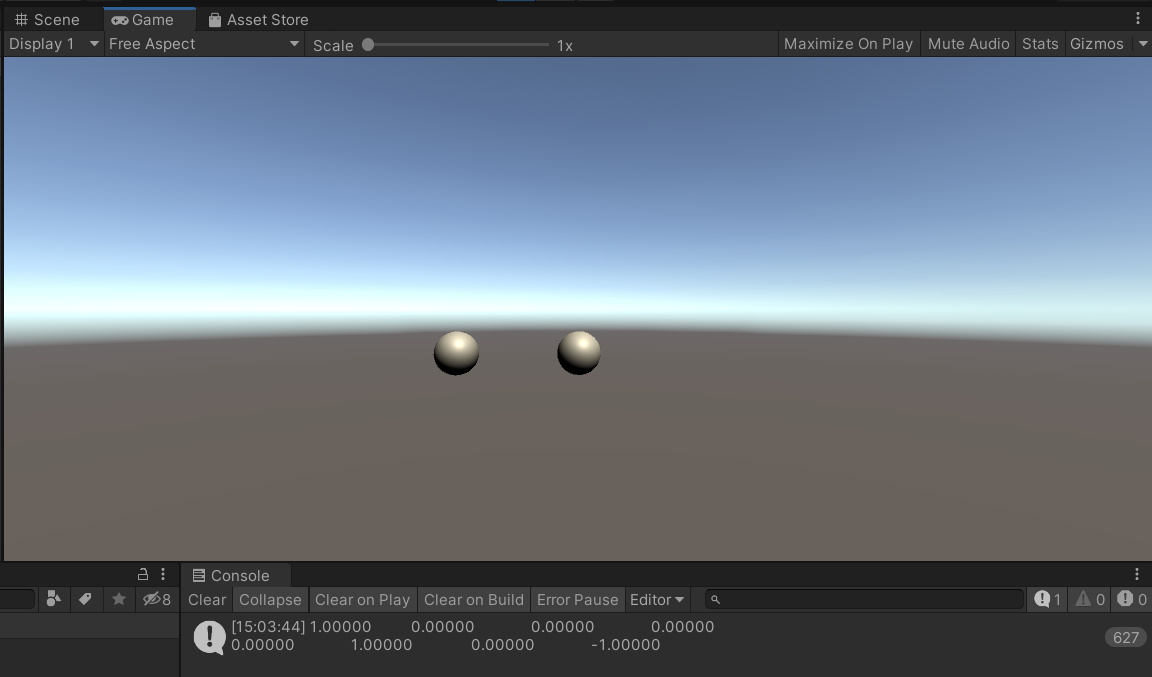 Scene Game Asset Store
Display 1 Free Aspect Scale 1x Maximize On Play Mute Audio Stats Gizmos
Console
8 Clear Collapse Clear on Play Clear on Build Error Pause Editor 1 0 0
[15:03:44] 1.00000 0.00000 0.00000 0.00000
0.00000 1.00000 0.00000 -1.00000
627